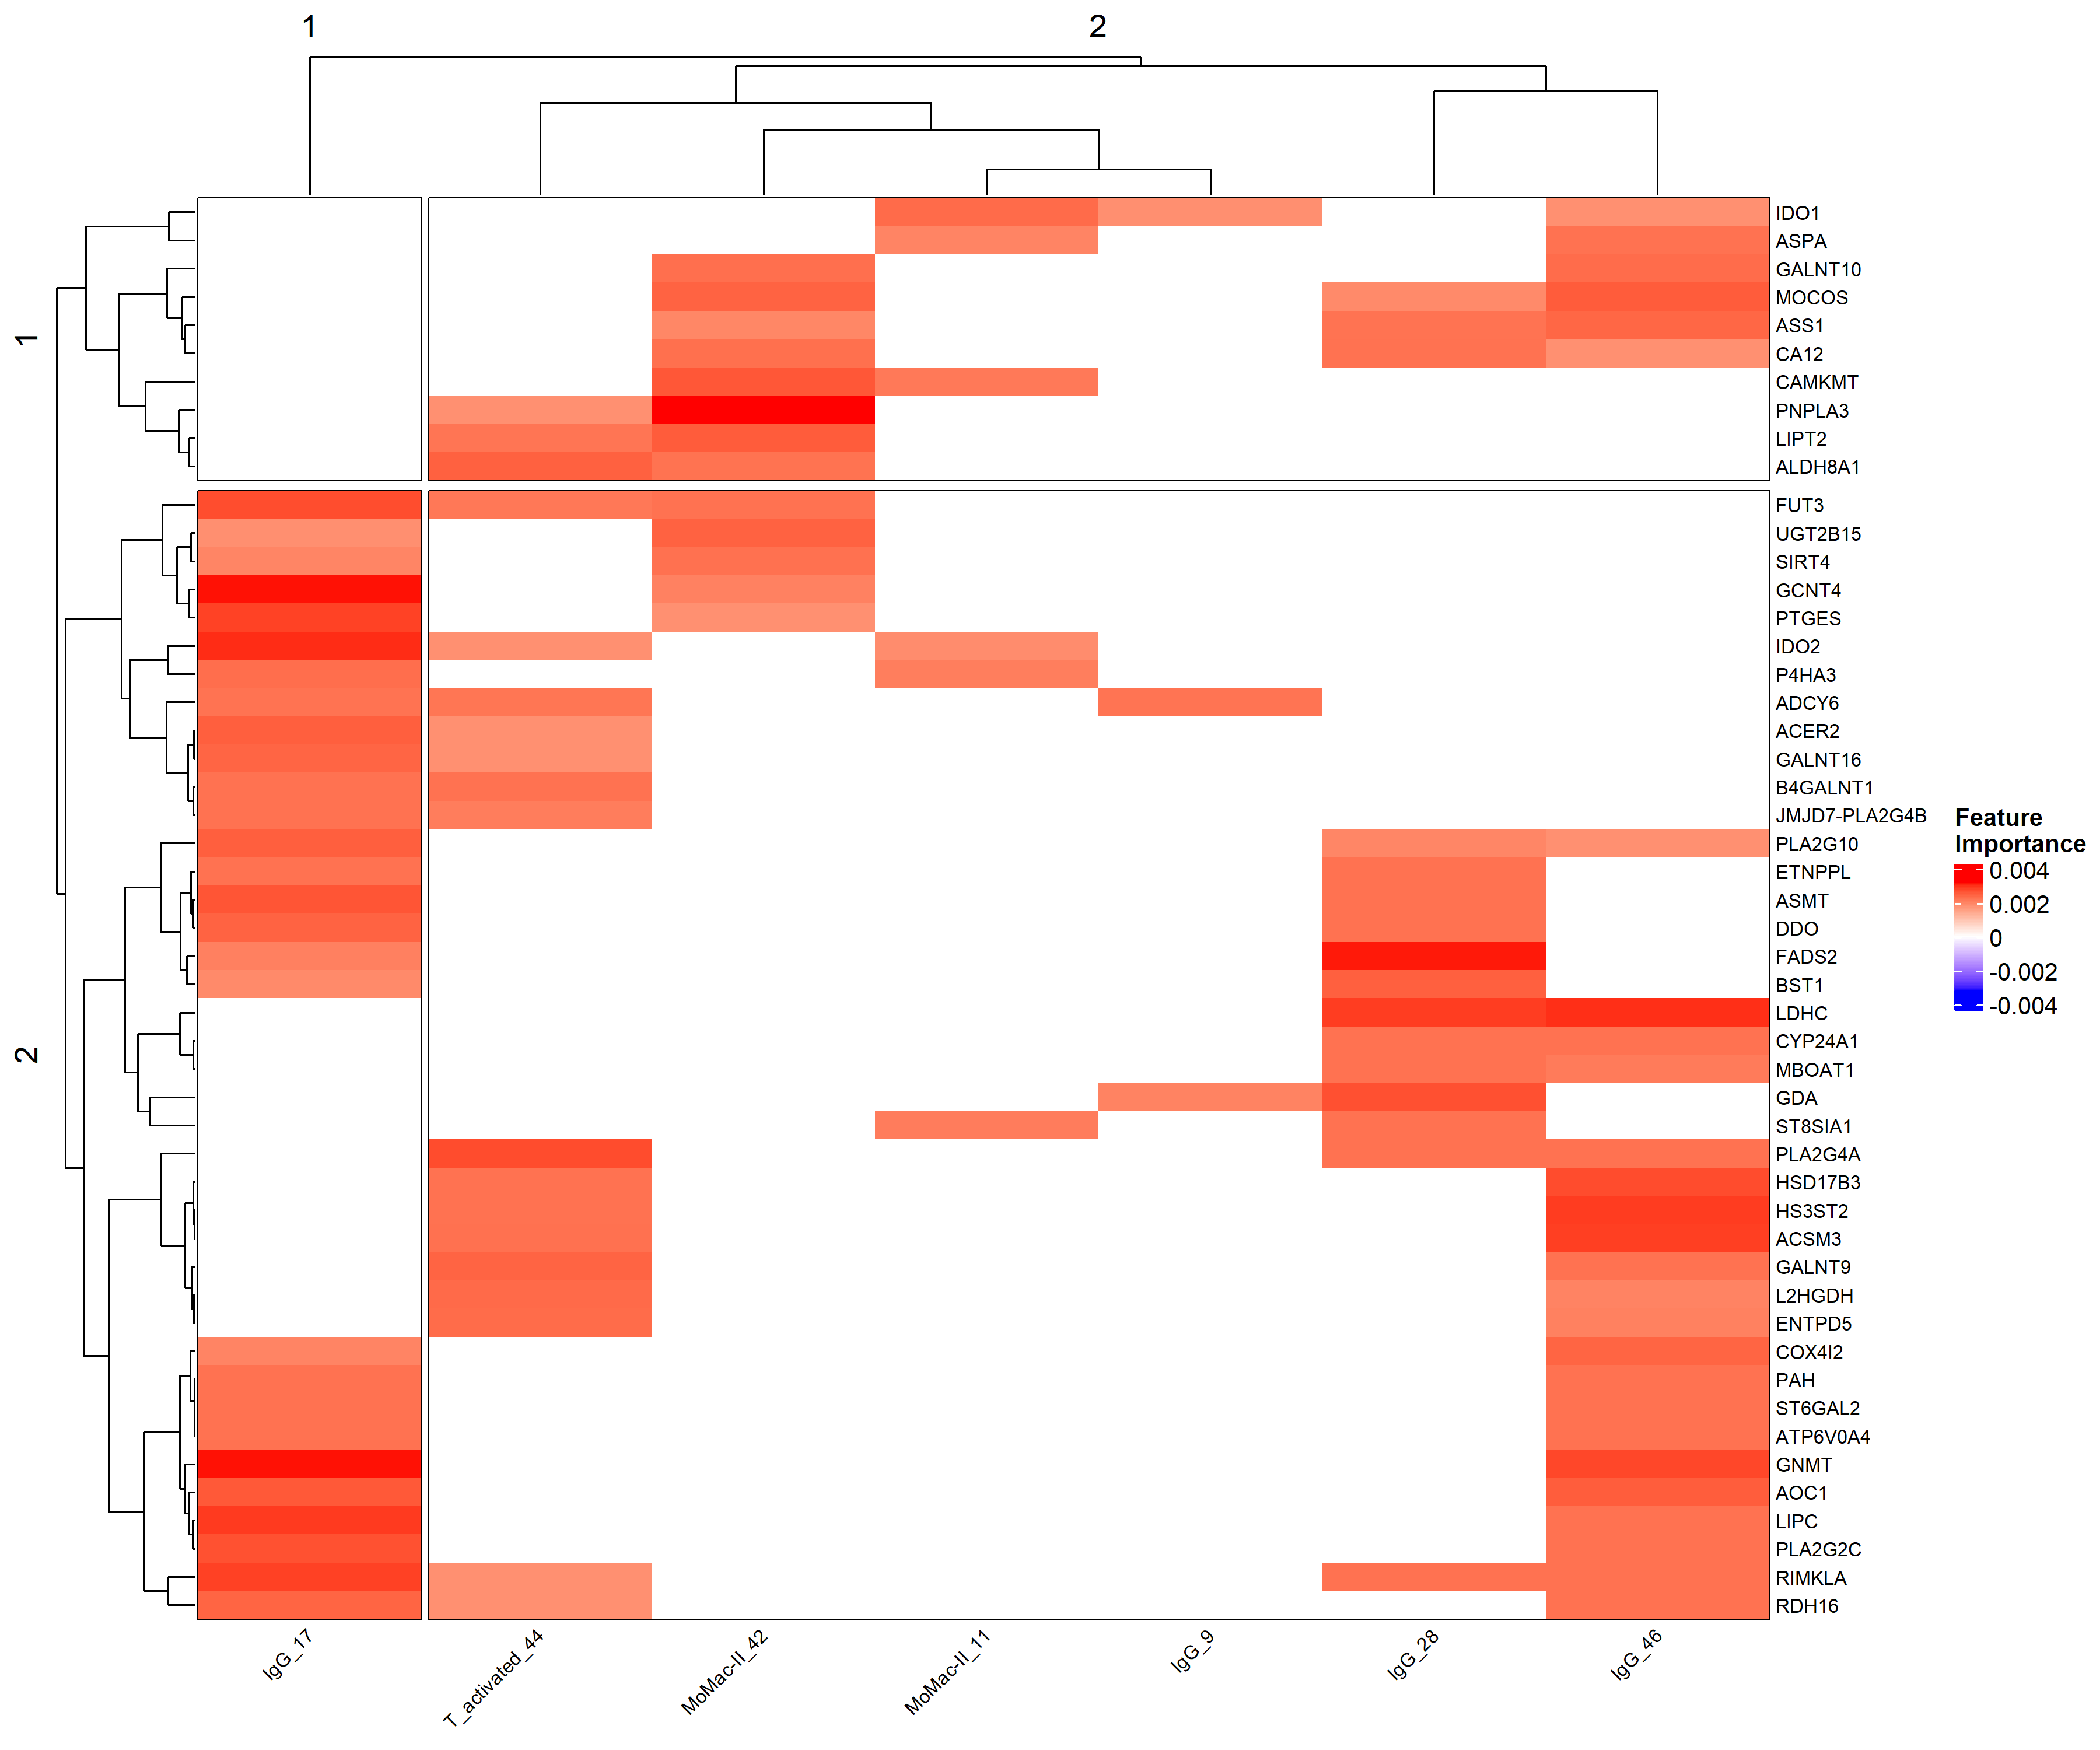 1
2
1
IDO1
ASPA
GALNT10
MOCOS
ASS1
CA12
CAMKMT
PNPLA3
LIPT2
ALDH8A1
2
FUT3
UGT2B15
SIRT4
GCNT4
PTGES
IDO2
P4HA3
ADCY6
ACER2
GALNT16
B4GALNT1
JMJD7-PLA2G4B
PLA2G10
ETNPPL
ASMT
DDO
FADS2
BST1
LDHC
CYP24A1
MBOAT1
GDA
ST8SIA1
PLA2G4A
HSD17B3
HS3ST2
ACSM3
GALNT9
L2HGDH
ENTPD5
COX4I2
PAH
ST6GAL2
ATP6V0A4
GNMT
AOC1
LIPC
PLA2G2C
RIMKLA
RDH16
Feature
Importance
0.004
0.002
0
-0.002
-0.004
IgG_17
T_activated_44
MoMac-II_42
MoMac-II_11
IgG_9
IgG_28
IgG_46